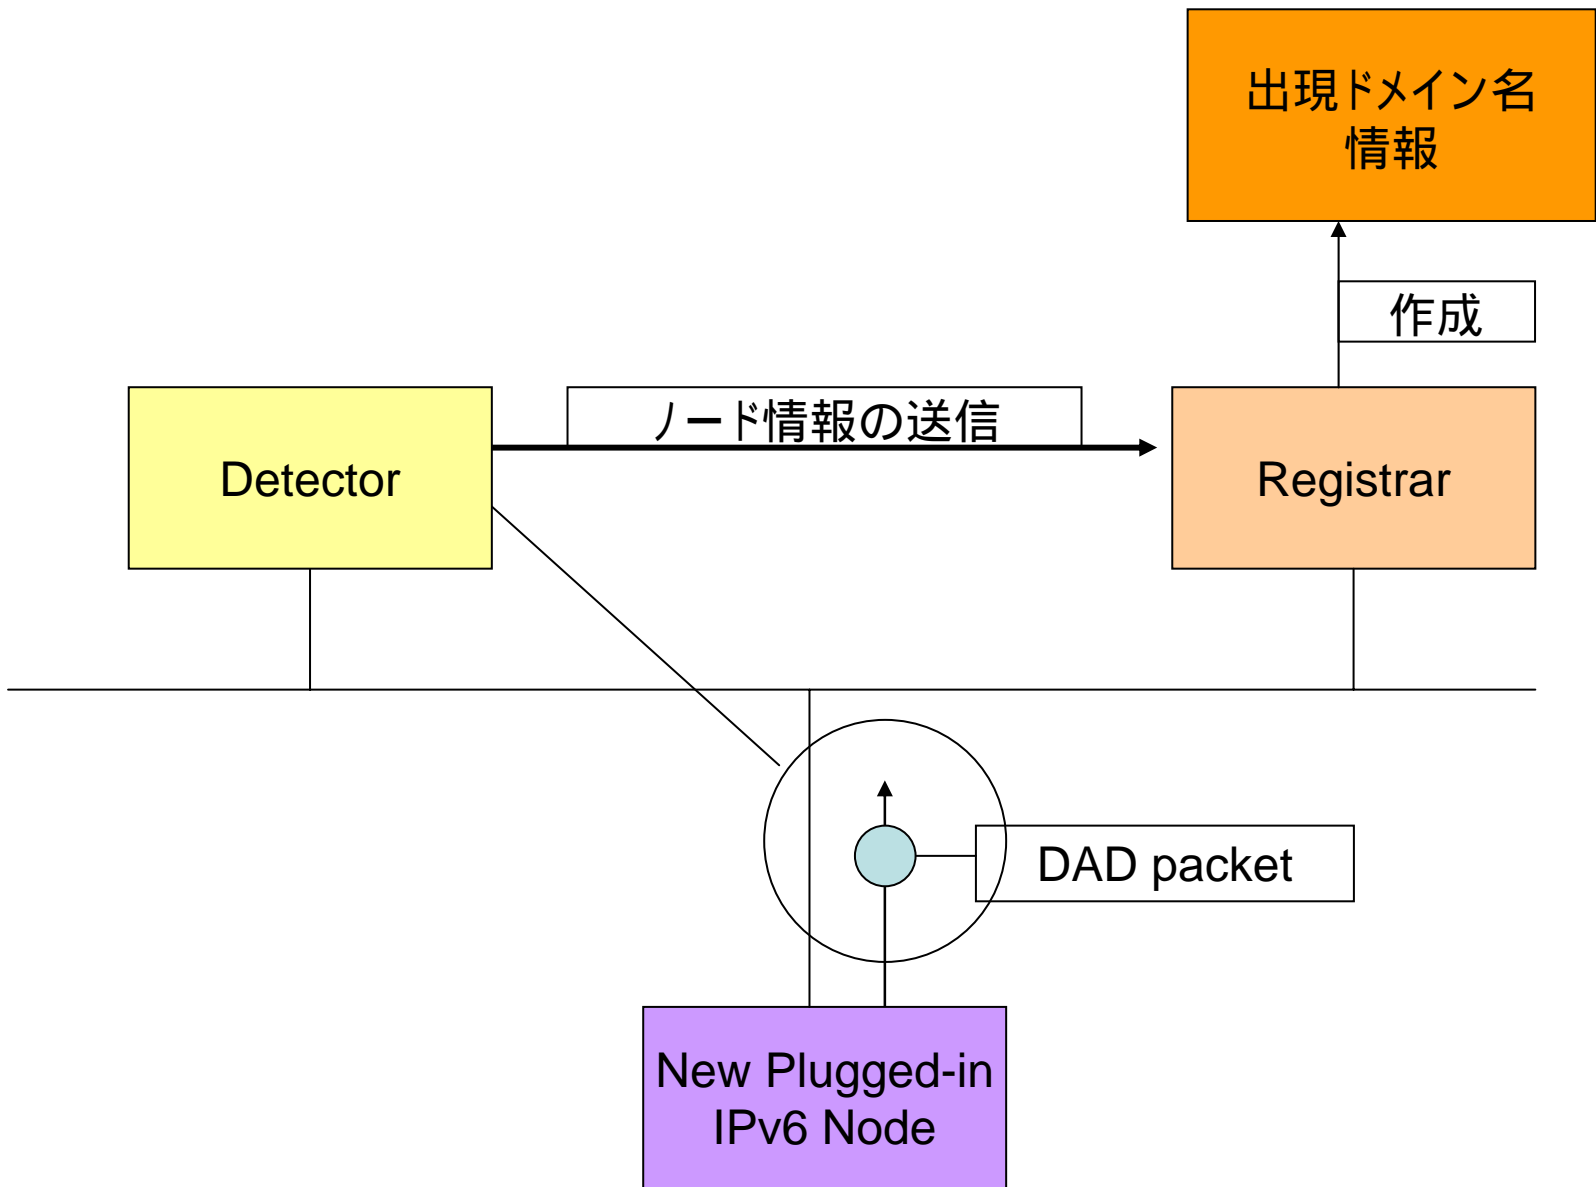 出現ドメイン名
情報
作成
ノード情報の送信
Detector
Registrar
DAD packet
New Plugged-in
IPv6 Node